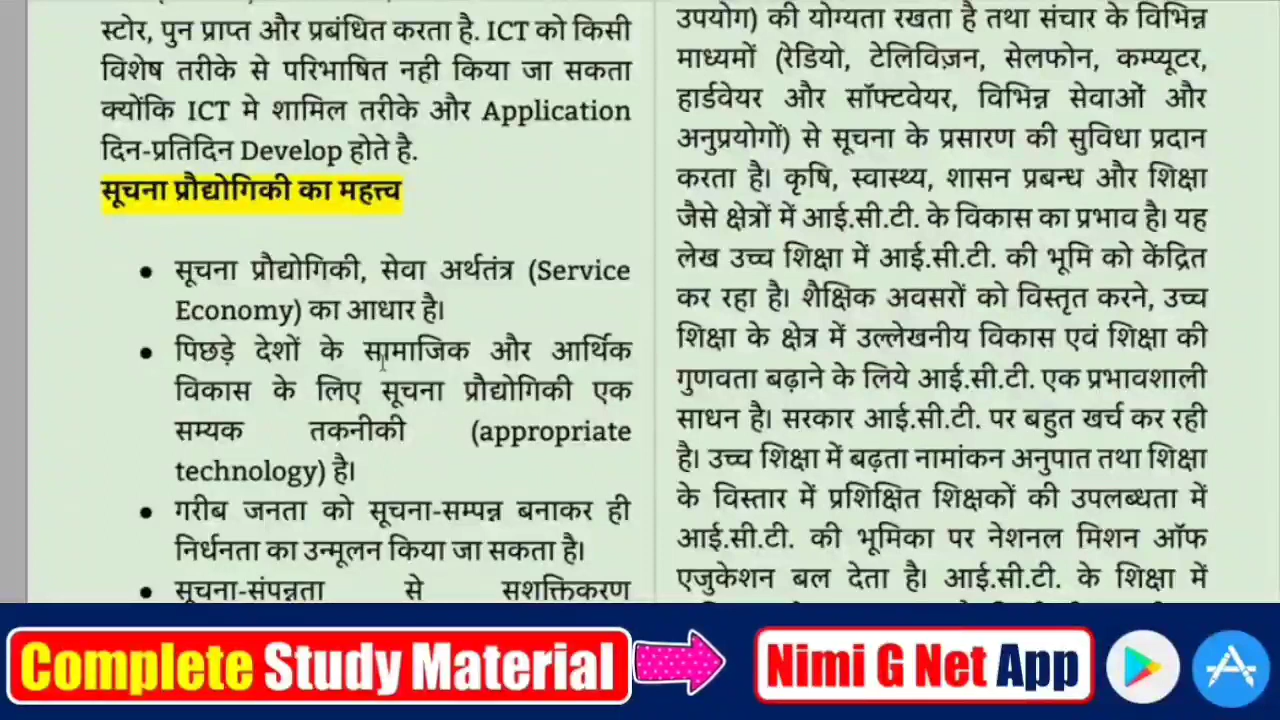 स्टोर, पुन प्राप्त और प्रबंधित करता है. ICT को किसी
विशेष तरीके से परिभाषित नही किया जा सकता
क्योंकि ICT मे शामिल तरीके और Application
दिन-प्रतिदिन Develop होते है.
सूचना प्रौद्योगिकी का महत्त्व
• सूचना प्रौद्योगिकी, सेवा अर्थतंत्र (Service
Economy) का आधार है।
• पिछड़े देशों के सामाजिक और आर्थिक
विकास के लिए सूचना प्रौद्योगिकी एक
सम्यक तकनीकी (appropriate
technology) है।
• गरीब जनता को सूचना-सम्पन्न बनाकर ही
निर्धनता का उन्मूलन किया जा सकता है।
• सूचना-संपन्नता से सशक्तिकरण
उपयोग) की योग्यता रखता है तथा संचार के विभिन्न
माध्यमों (रेडियो, टेलिविज़न, सेलफोन, कम्प्यूटर,
हार्डवेयर और सॉफ्टवेयर, विभिन्न सेवाओं और
अनुप्रयोगों) से सूचना के प्रसारण की सुविधा प्रदान
करता है। कृषि, स्वास्थ्य, शासन प्रबन्ध और शिक्षा
जैसे क्षेत्रों में आई.सी.टी. के विकास का प्रभाव है। यह
लेख उच्च शिक्षा में आई.सी.टी. की भूमि को केंद्रित
कर रहा है। शैक्षिक अवसरों को विस्तृत करने, उच्च
शिक्षा के क्षेत्र में उल्लेखनीय विकास एवं शिक्षा की
गुणवता बढ़ाने के लिये आई.सी.टी. एक प्रभावशाली
साधन है। सरकार आई.सी.टी. पर बहुत खर्च कर रही
है। उच्च शिक्षा में बढ़ता नामांकन अनुपात तथा शिक्षा
के विस्तार में प्रशिक्षित शिक्षकों की उपलब्धता में
आई.सी.टी. की भूमिका पर नेशनल मिशन ऑफ
एजुकेशन बल देता है। आई.सी.टी. के शिक्षा में
Complete Study Material
Nimi G Net App